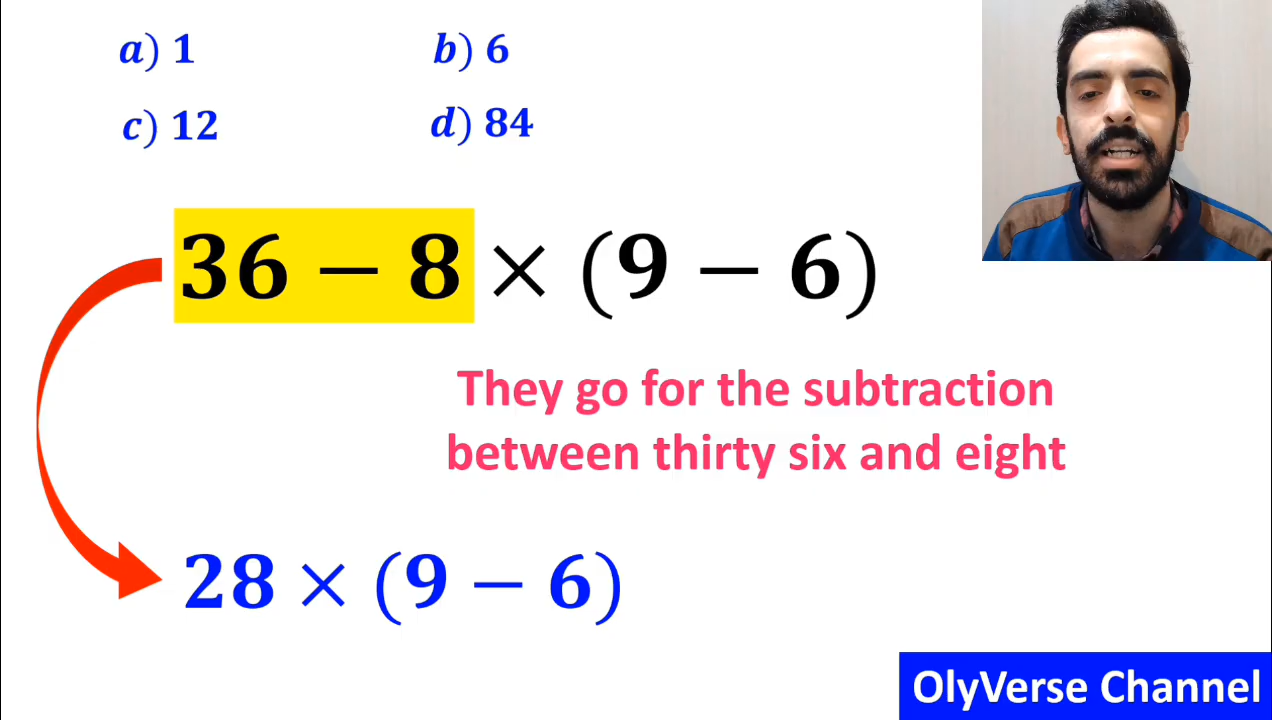 a) 1 b) 6
c) 12 d) 84
36 − 8 × (9 − 6)
They go for the subtraction
between thirty six and eight
28 × (9 − 6)
OlyVerse Channel